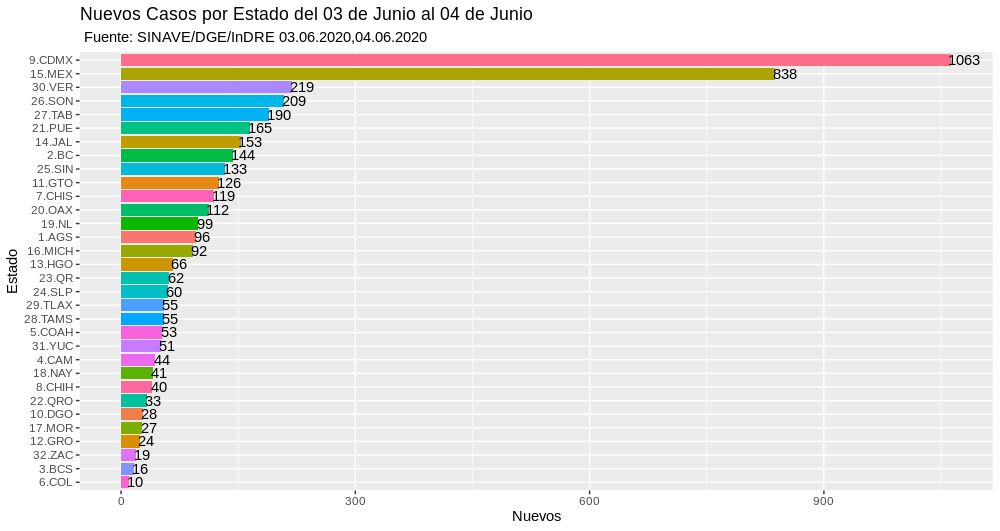 Nuevos Casos por Estado del 03 de Junio al 04 de Junio
Fuente: SINAVE/DGE/InDRE 03.06.2020,04.06.2020
9.CDMX 1063
15.MEX 838
30.VER 219
26.SON 209
27.TAB 190
21.PUE 165
14.JAL 153
2.BC 144
25.SIN 133
11.GTO 126
7.CHIS 119
20.OAX 112
19.NL 99
1.AGS 96
16.MICH 92
13.HGO 66
23.QR 62
24.SLP 60
29.TLAX 55
28.TAMS 55
5.COAH 53
31.YUC 51
4.CAM 44
18.NAY 41
8.CHIH 40
22.QRO 33
10.DGO 28
17.MOR 27
12.GRO 24
32.ZAC 19
3.BCS 16
6.COL 10
Estado
0 300 600 900
Nuevos